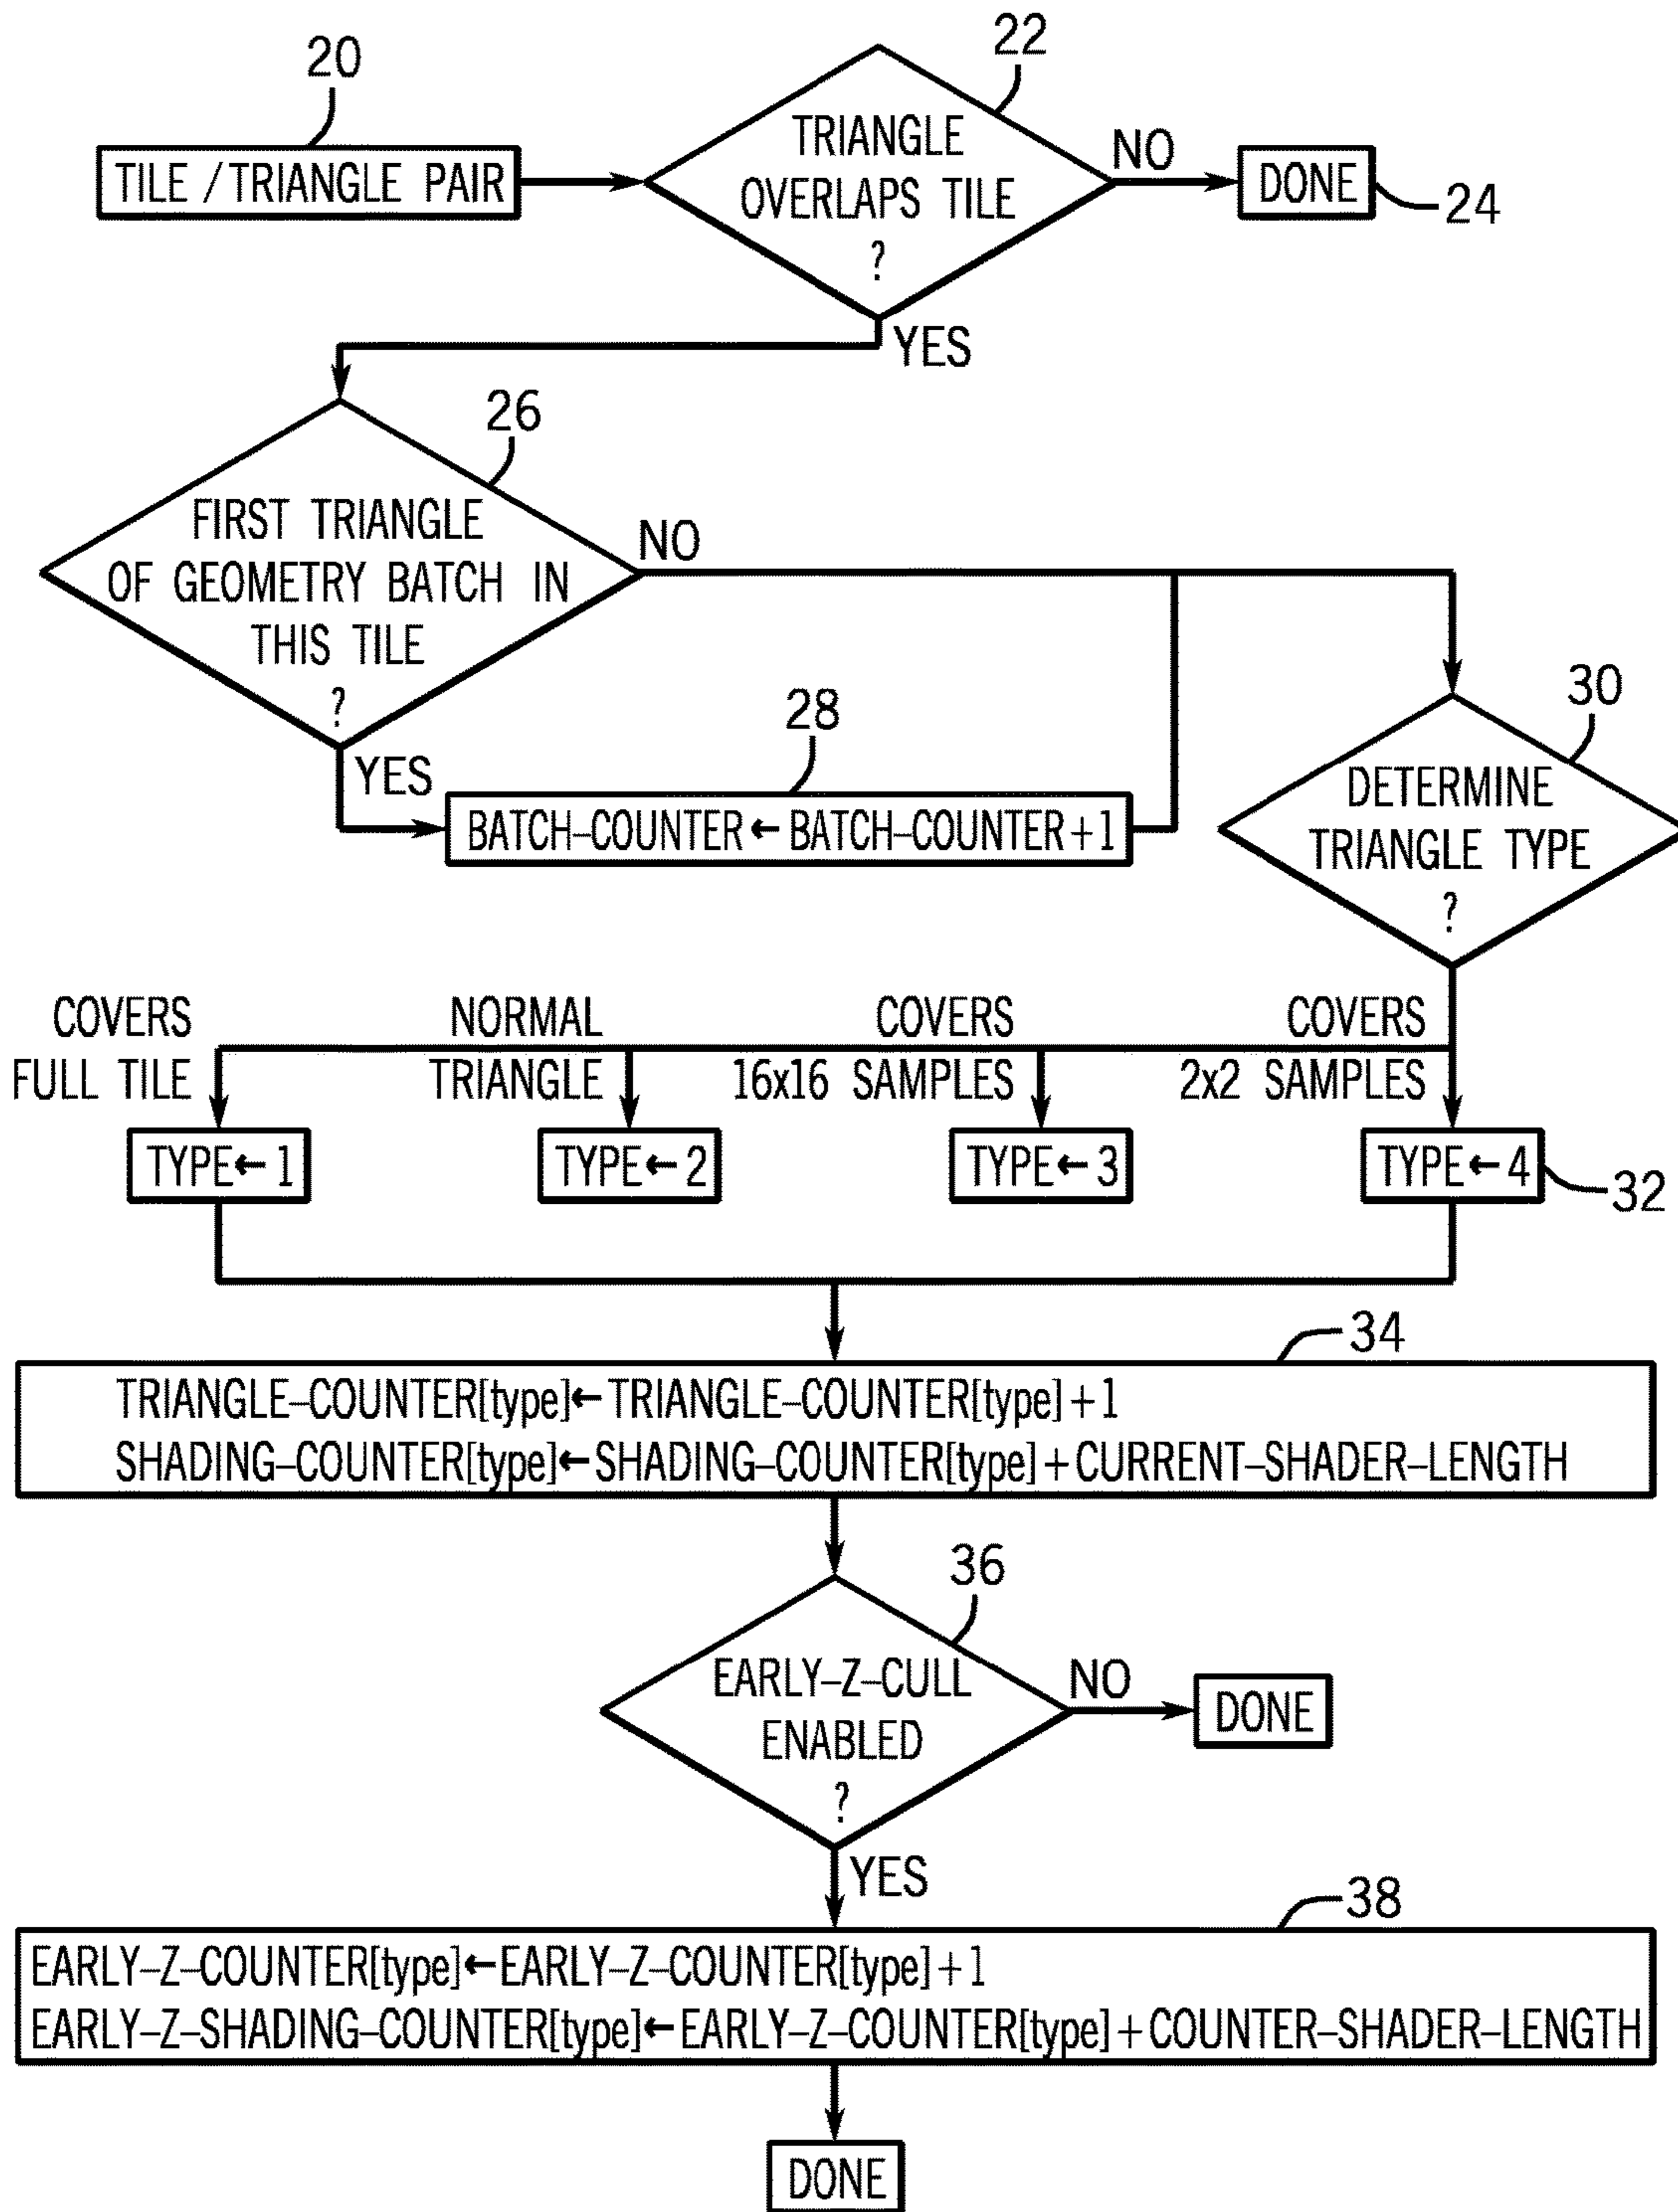 20
22
TILE / TRIANGLE PAIR
TRIANGLE
OVERLAPS TILE
?
NO
DONE
24
YES
26
FIRST TRIANGLE
OF GEOMETRY BATCH IN
THIS TILE
?
NO
YES
28
BATCH–COUNTER←BATCH–COUNTER+1
30
DETERMINE
TRIANGLE TYPE
?
COVERS
FULL TILE
NORMAL
TRIANGLE
COVERS
16x16 SAMPLES
COVERS
2x2 SAMPLES
TYPE←1
TYPE←2
TYPE←3
TYPE←4
32
34
TRIANGLE–COUNTER[type]←TRIANGLE–COUNTER[type]+1
SHADING–COUNTER[type]←SHADING–COUNTER[type]+CURRENT–SHADER–LENGTH
36
EARLY–Z–CULL
ENABLED
?
NO
DONE
YES
38
EARLY–Z–COUNTER[type]←EARLY–Z–COUNTER[type]+1
EARLY–Z–SHADING–COUNTER[type]←EARLY–Z–COUNTER[type]+COUNTER–SHADER–LENGTH
DONE